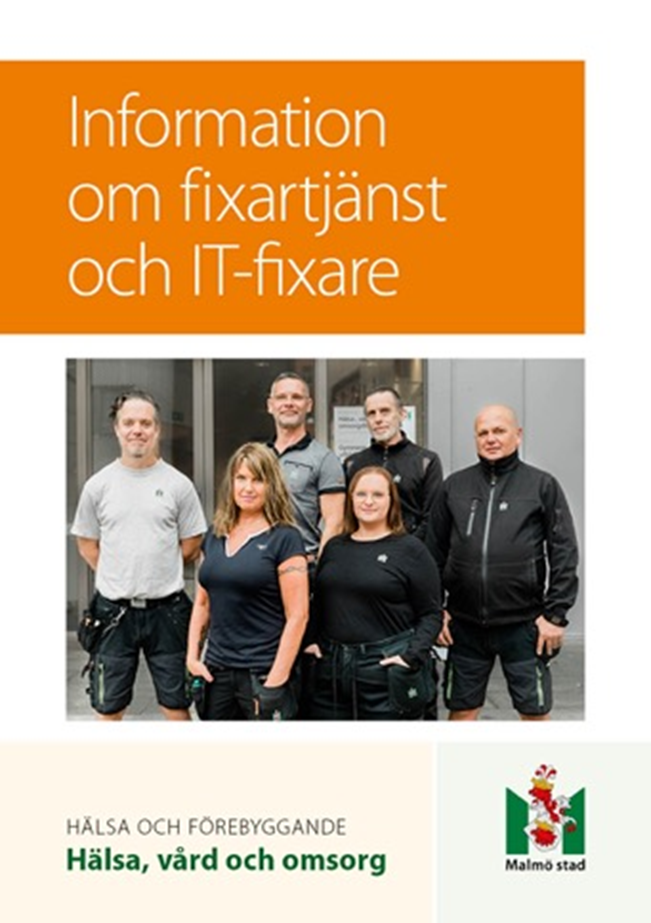 Information
om fixartjänst
och IT-fixare
HÄLSA OCH FÖREBYGGANDE
Hälsa, vård och omsorg
Malmö stad